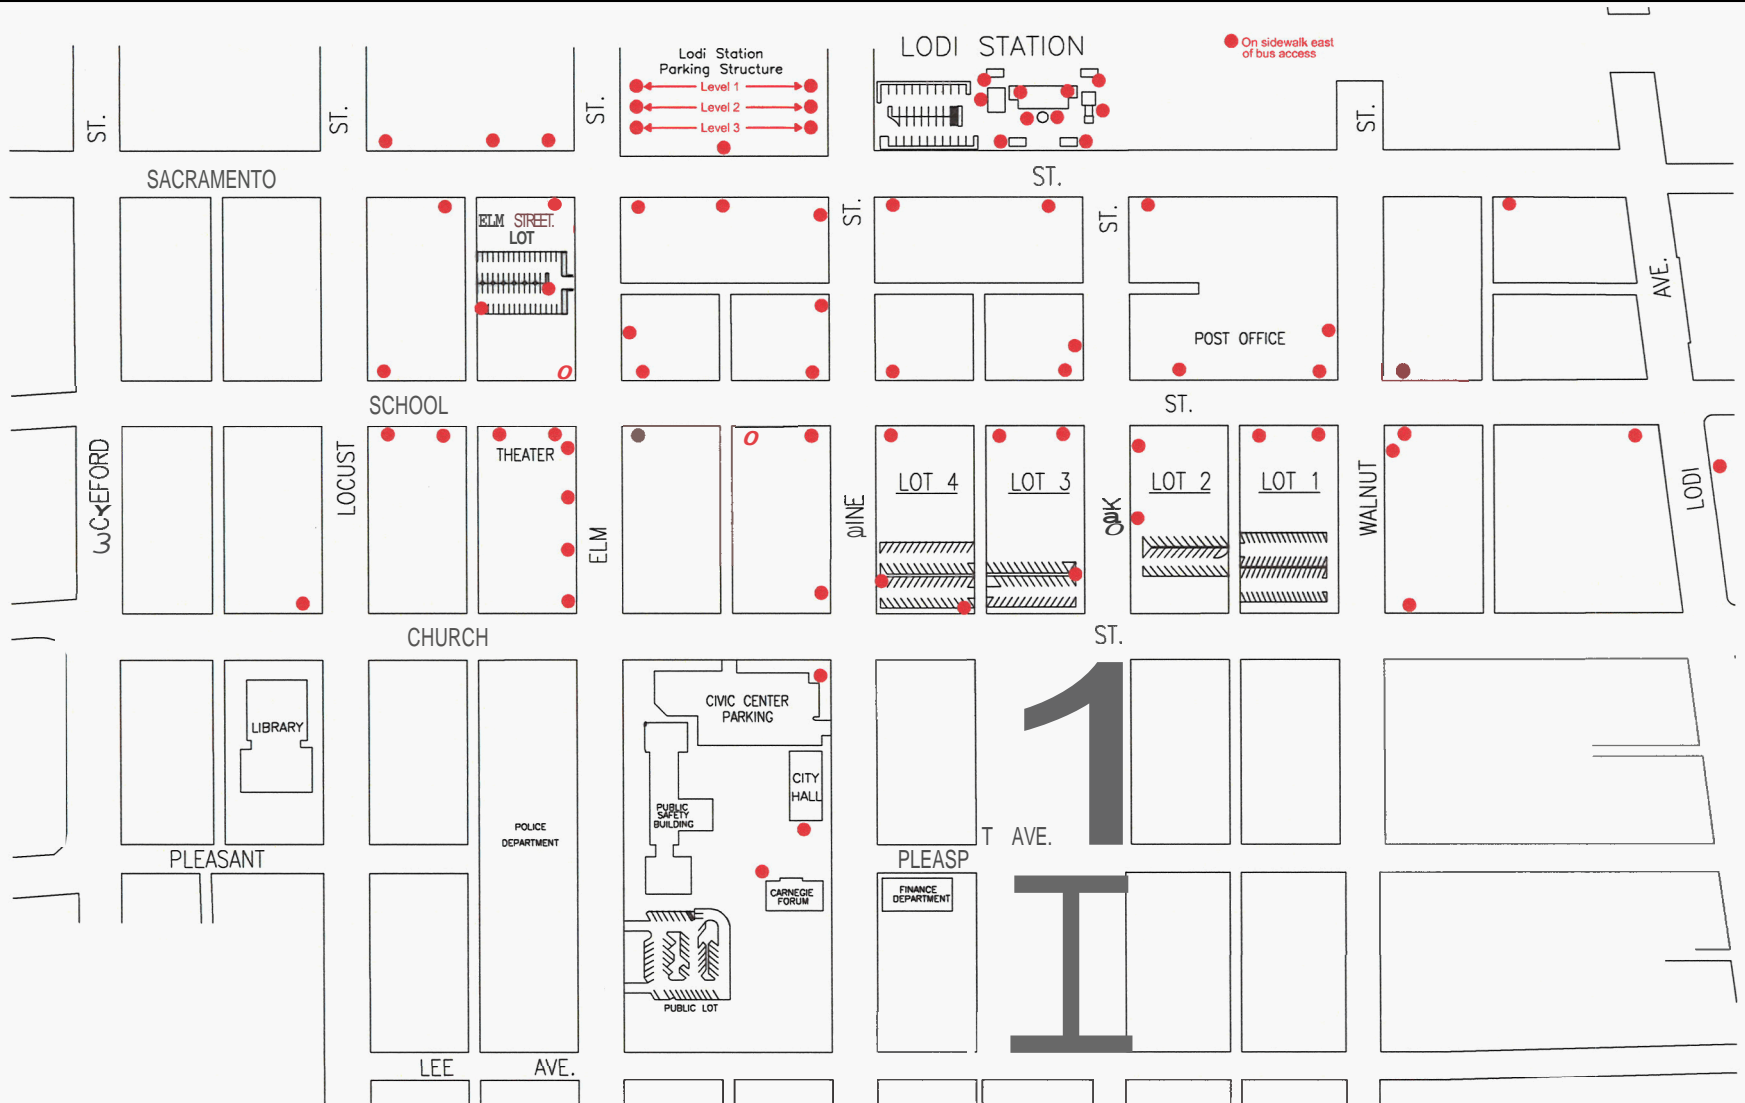 LODI STATION
On sidewalk east
of bus access
Lodi Station
Parking Structure
Level 1
Level 2
Level 3
ST.
ST.
ST.
ST.
SACRAMENTO
ST.
ST.
ST.
ELM STREET.
LOT
AVE.
POST OFFICE
SCHOOL
ST.
LOCUST
THEATER
ELM
LOT 4
LOT 3
LOT 2
LOT 1
WALNUT
LODI
CHURCH
ST.
LIBRARY
CIVIC CENTER
PARKING
CITY
HALL
PUBLIC
SAFETY
BUILDING
POLICE
DEPARTMENT
T AVE.
PLEASANT
PLEASP
CARNEGIE
FORUM
FINANCE
DEPARTMENT
PUBLIC LOT
LEE
AVE.